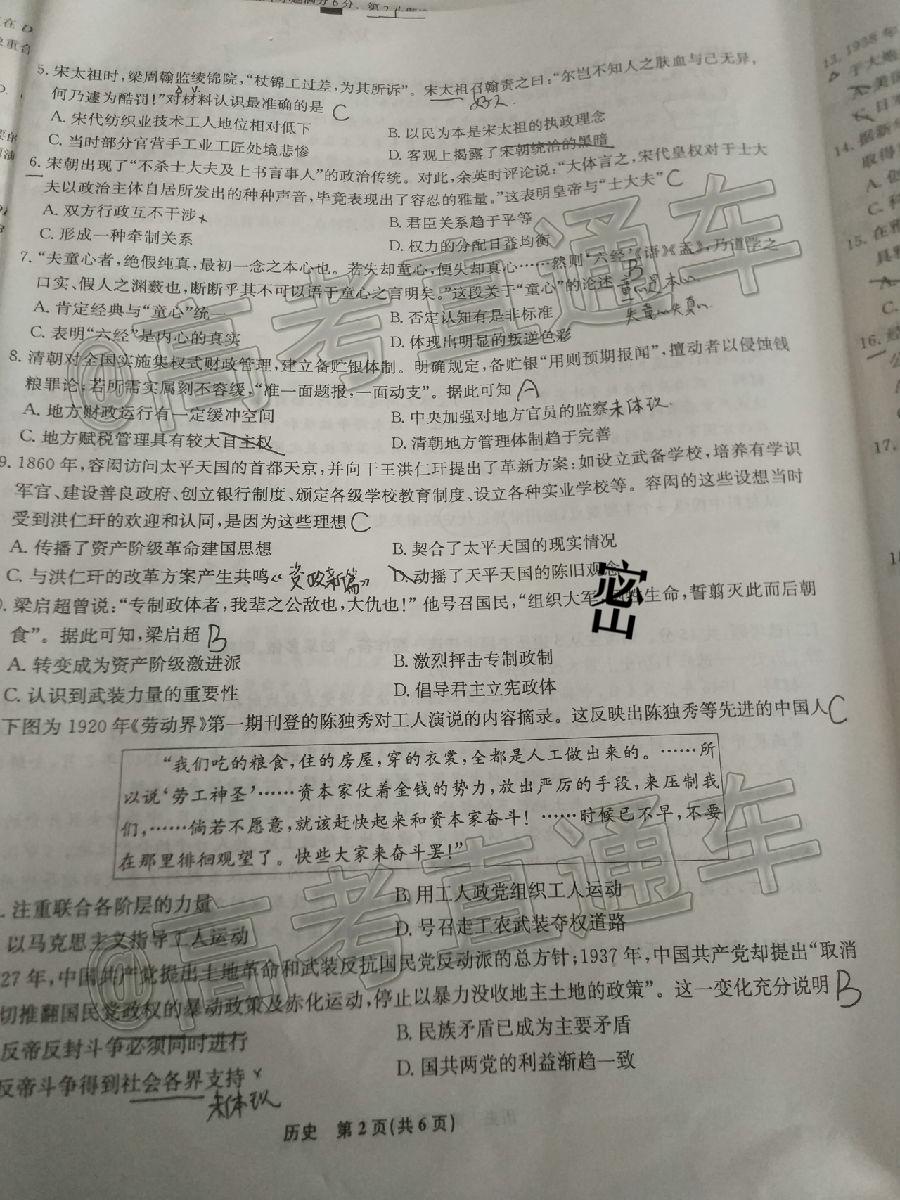 5. 宋太祖时,梁周翰监绫锦院,“杖锦工过差,为其所诉”。宋太祖召翰责之曰:“尔岂不知人之肤血与己无异,
何乃遽为酷罚!”对材料认识最准确的是 C
A. 宋代纺织业技术工人地位相对低下 B. 以民为本是宋太祖的执政理念
C. 当时部分官营手工业工匠处境悲惨 D. 客观上揭露了宋朝统治的黑暗
6. 宋朝出现了“不杀士大夫及上书言事人”的政治传统。对此,余英时评论说:“大体言之,宋代皇权对于士大
夫以政治主体自居所发出的种种声音,毕竟表现出了容忍的雅量。”这表明皇帝与“士大夫” C
A. 双方行政互不干涉 B. 君臣关系趋于平等
C. 形成一种牵制关系 D. 权力的分配日益均衡
7. “夫童心者,绝假纯真,最初一念之本心也。若失却童心,便失却真心……然则‘六经’《语》《孟》,乃道学之
口实、假人之渊薮也,断断乎其不可以语于童心之言明矣。”这段关于“童心”的论述 B
A. 肯定经典与“童心”统一 B. 否定认知有是非标准
C. 表明“六经”是内心的真实 D. 体现出明显的叛逆色彩
8. 清朝对全国实施集权式财政管理,建立备贮银体制。明确规定,备贮银“用则预期报闻”,擅动者以侵蚀钱
粮罪论;若所需实属刻不容缓,“准一面题报,一面动支”。据此可知 A
A. 地方财政运行有一定缓冲空间 B. 中央加强对地方官员的监察 未体现
C. 地方赋税管理具有较大自主权 D. 清朝地方管理体制趋于完善
9. 1860年,容闳访问太平天国的首都天京,并向干王洪仁玕提出了革新方案:如设立武备学校,培养有学识
军官、建设善良政府、创立银行制度、颁定各级学校教育制度、设立各种实业学校等。容闳的这些设想当时
受到洪仁玕的欢迎和认同,是因为这些理想 C
A. 传播了资产阶级革命建国思想 B. 契合了太平天国的现实情况
C. 与洪仁玕的改革方案产生共鸣 《资政新篇》 D. 动摇了天平天国的陈旧观念
密
. 梁启超曾说:“专制政体者,我辈之公敌也,大仇也!”他号召国民,“组织大军,牺牲生命,誓翦灭此而后朝
食”。据此可知,梁启超 B
A. 转变成为资产阶级激进派 B. 激烈抨击专制政制
C. 认识到武装力量的重要性 D. 倡导君主立宪政体
下图为1920年《劳动界》第一期刊登的陈独秀对工人演说的内容摘录。这反映出陈独秀等先进的中国人 C
“我们吃的粮食,住的房屋,穿的衣裳,全都是人工做出来的。……所
以说‘劳工神圣’……资本家仗着金钱的势力,放出严厉的手段,来压制我
们,……倘若不愿意,就该赶快起来和资本家奋斗!……时候已不早,不要
在那里徘徊观望了。快些大家来奋斗罢!”
. 注重联合各阶层的力量 B. 用工人政党组织工人运动
以马克思主义指导工人运动 D. 号召走工农武装夺权道路
27年,中国共产党提出土地革命和武装反抗国民党反动派的总方针;1937年,中国共产党却提出“取消
切推翻国民党政权的暴动政策及赤化运动,停止以暴力没收地主土地的政策”。这一变化充分说明 B
反帝反封斗争必须同时进行 B. 民族矛盾已成为主要矛盾
反帝斗争得到社会各界支持 D. 国共两党的利益渐趋一致
未体现
历史 第2页(共6页)
@高考直通车
@高考直通车
13. 1938年
于大地
A. 美国
14. 据新
取得
A. 但
C. 科
15. 在雅
A.
C.
16. 经
公
17.